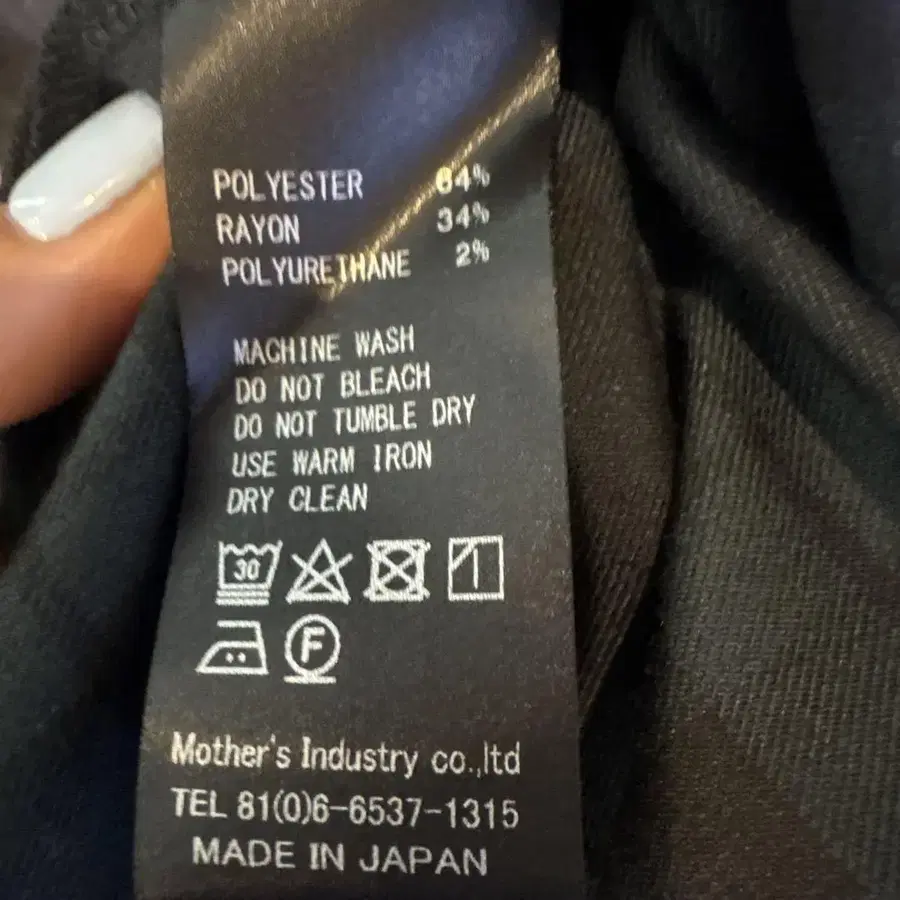 POLYESTER 64%
RAYON 34%
POLYURETHANE 2%
MACHINE WASH
DO NOT BLEACH
DO NOT TUMBLE DRY
USE WARM IRON
DRY CLEAN
30
F
Mother's Industry co.,ltd
TEL 81(0)6-6537-1315
MADE IN JAPAN